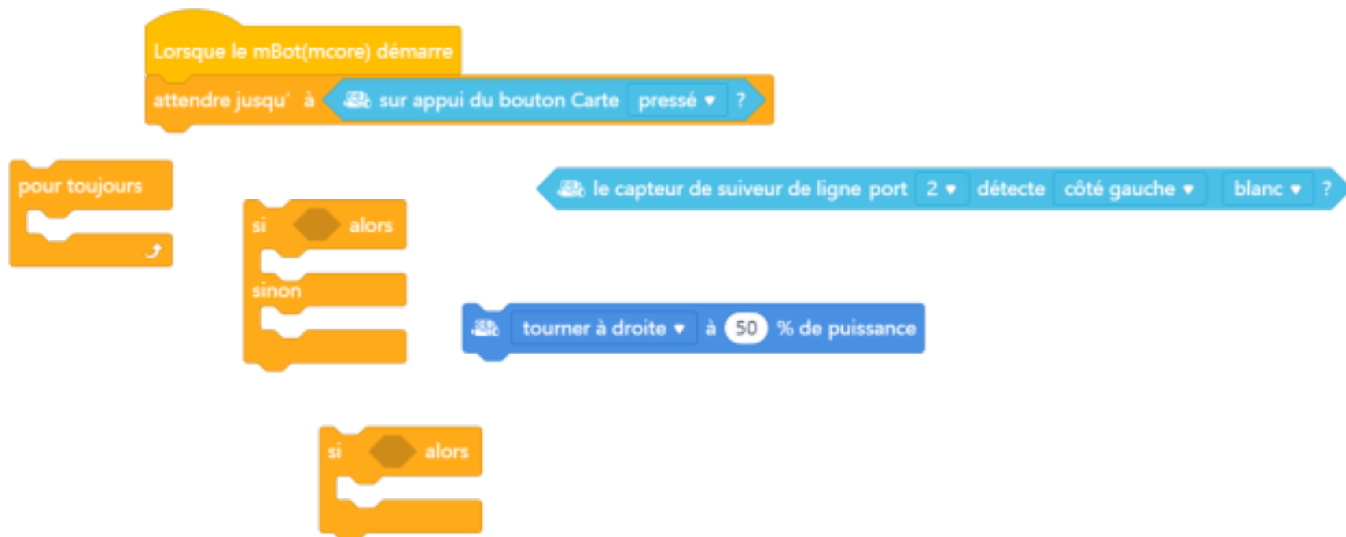 Lorsque le mBot(mcore) démarre
attendre jusqu' à sur appui du bouton Carte pressé ?
pour toujours
le capteur de suiveur de ligne port 2 détecte côté gauche blanc ?
si alors
sinon
tourner à droite à 50 % de puissance
si alors